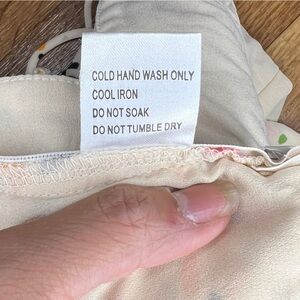 COLD HAND WASH ONLY
COOL IRON
DO NOT SOAK
DO NOT TUMBLE DRY